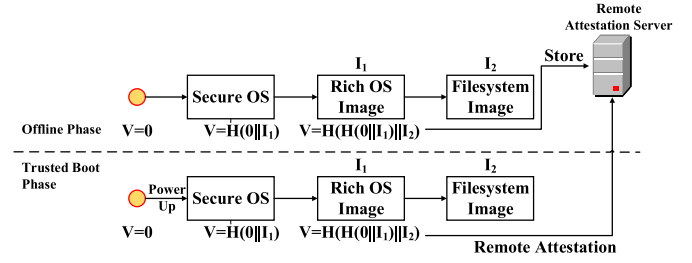 Remote
Attestation Server
Store
I₁
I₂
Secure OS
Rich OS
Image
Filesystem
Image
Offline Phase
V=0
V=H(0||I₁)
V=H(H(0||I₁)||I₂)
Trusted Boot
Phase
I₁
I₂
Power
Up
Secure OS
Rich OS
Image
Filesystem
Image
V=0
V=H(0||I₁)
V=H(H(0||I₁)||I₂)
Remote Attestation